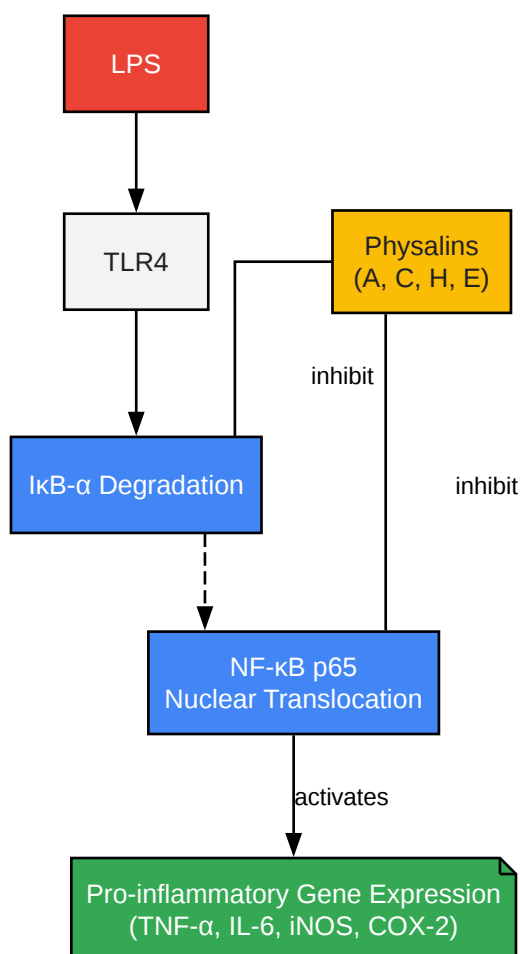 LPS
TLR4
Physalins
(A, C, H, E)
inhibit
IκB-α Degradation
inhibit
NF-κB p65
Nuclear Translocation
activates
Pro-inflammatory Gene Expression
(TNF-α, IL-6, iNOS, COX-2)